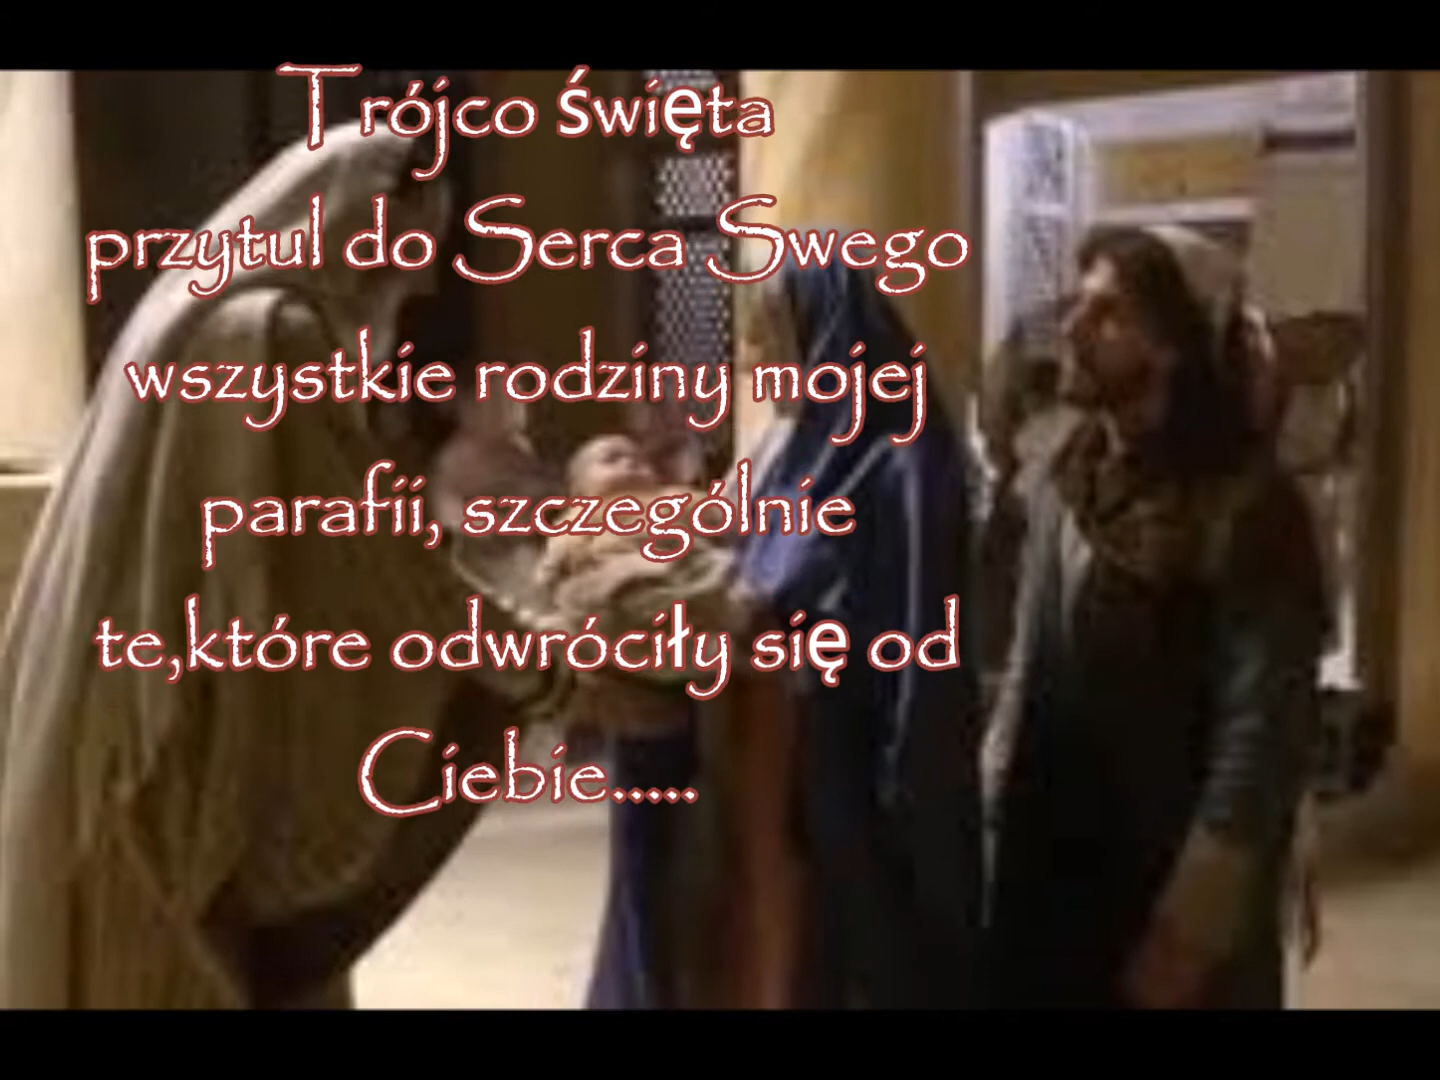 Trójco święta
przytul do Serca Swego
wszystkie rodziny mojej
parafii, szczególnie
te,które odwróciły się od
Ciebie.....